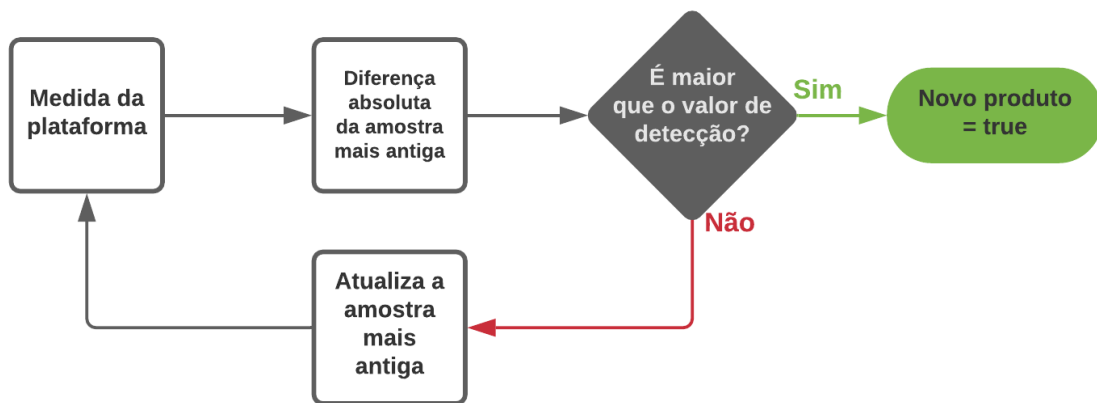 Medida da
plataforma
Diferença
absoluta
da amostra
mais antiga
É maior
que o valor de
detecção?
Sim
Novo produto
= true
Não
Atualiza a
amostra
mais
antiga